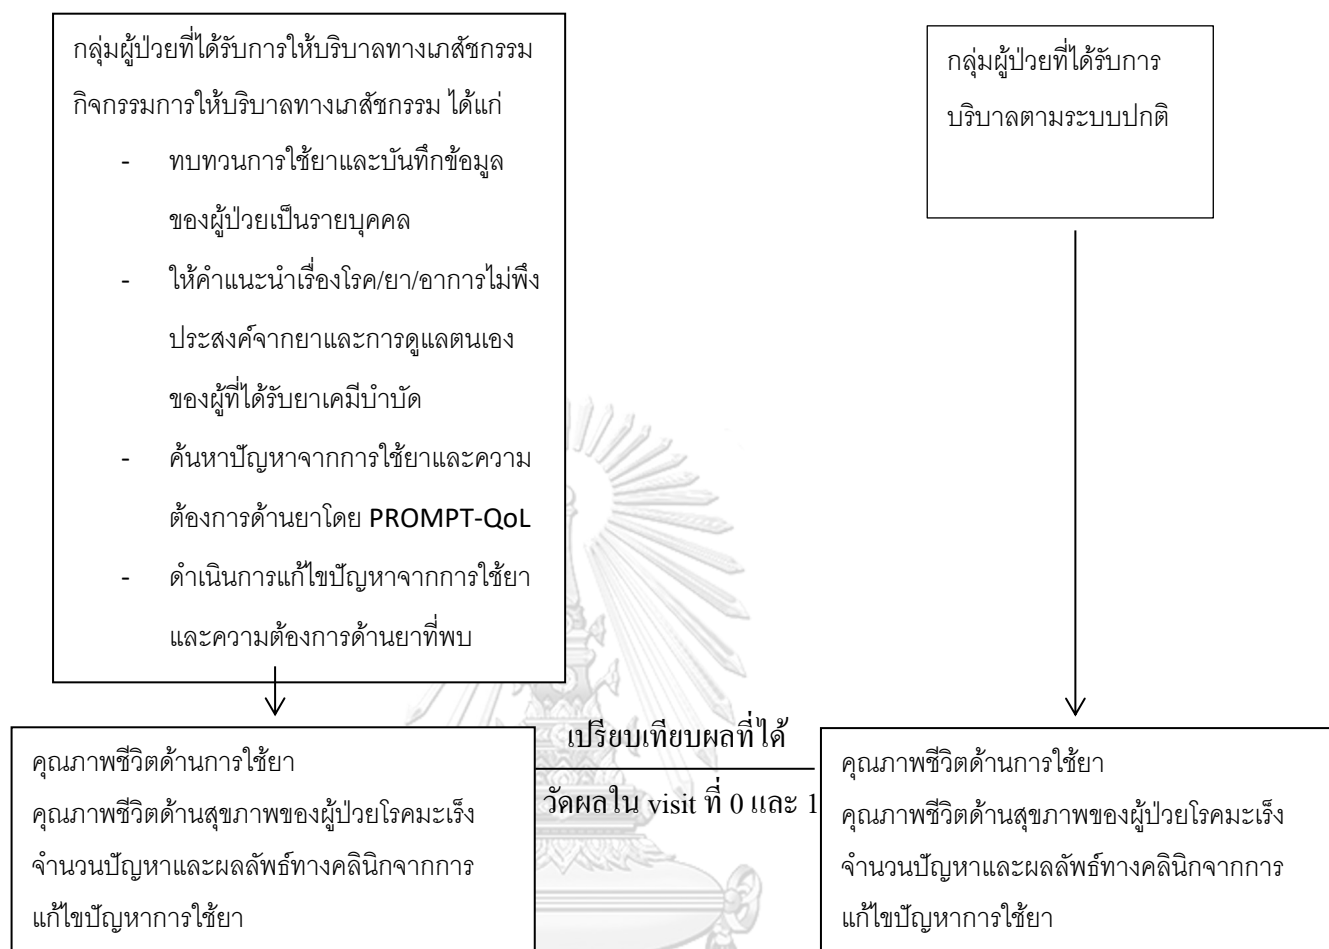 กลุ่มผู้ป่วยที่ได้รับการให้บริบาลทางเภสัชกรรม
กิจกรรมการให้บริบาลทางเภสัชกรรม ได้แก่
- ทบทวนการใช้ยาและบันทึกข้อมูล
ของผู้ป่วยเป็นรายบุคคล
- ให้คำแนะนำเรื่องโรค/ยา/อาการไม่พึง
ประสงค์จากยาและการดูแลตนเอง
ของผู้ที่ได้รับยาเคมีบำบัด
- ค้นหาปัญหาจากการใช้ยาและความ
ต้องการด้านยาโดย PROMPT-QoL
- ดำเนินการแก้ไขปัญหาจากการใช้ยา
และความต้องการด้านยาที่พบ
กลุ่มผู้ป่วยที่ได้รับการ
บริบาลตามระบบปกติ
คุณภาพชีวิตด้านการใช้ยา
คุณภาพชีวิตด้านสุขภาพของผู้ป่วยโรคมะเร็ง
จำนวนปัญหาและผลลัพธ์ทางคลินิกจากการ
แก้ไขปัญหาการใช้ยา
เปรียบเทียบผลที่ได้
วัดผลใน visit ที่ 0 และ 1
คุณภาพชีวิตด้านการใช้ยา
คุณภาพชีวิตด้านสุขภาพของผู้ป่วยโรคมะเร็ง
จำนวนปัญหาและผลลัพธ์ทางคลินิกจากการ
แก้ไขปัญหาการใช้ยา